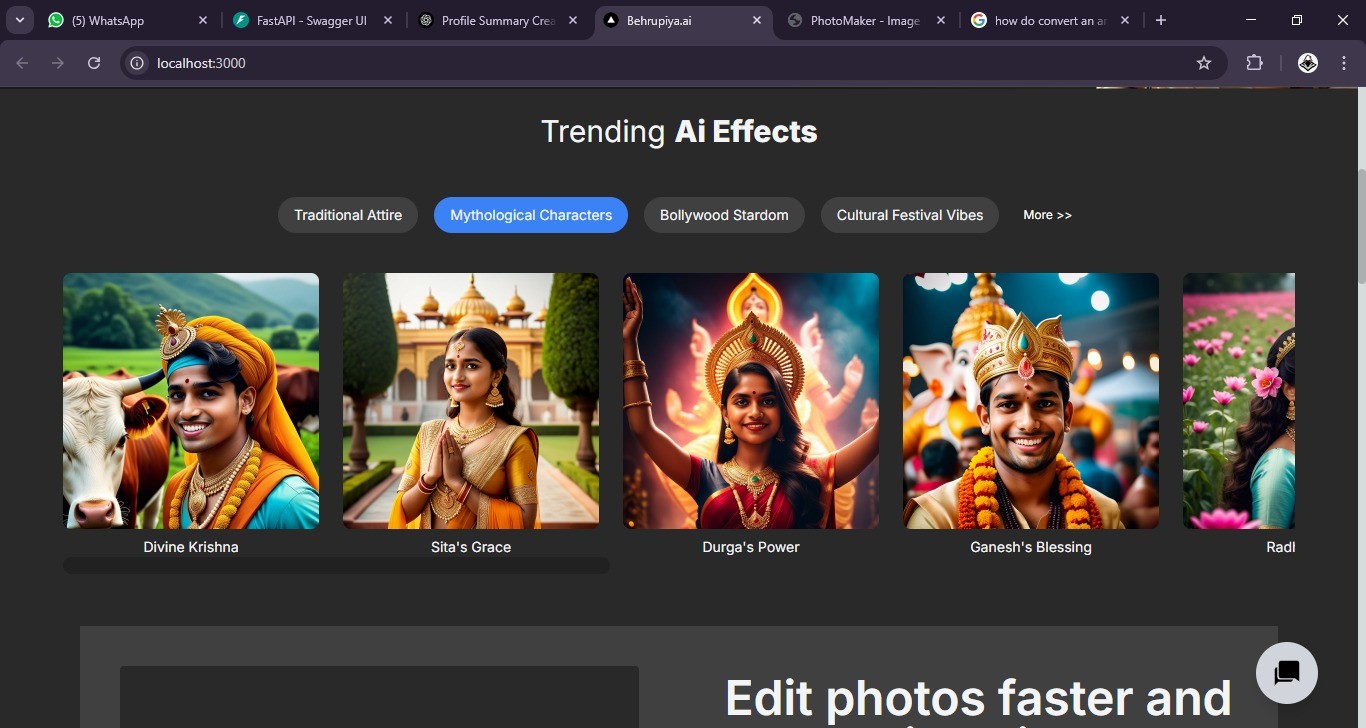 (5) WhatsApp
FastAPI - Swagger UI
Profile Summary Crea
Behrupiya.ai
PhotoMaker - Image
how do convert an ar
localhost:3000
Trending Ai Effects
Traditional Attire
Mythological Characters
Bollywood Stardom
Cultural Festival Vibes
More >>
Divine Krishna
Sita's Grace
Durga's Power
Ganesh's Blessing
Radh
Edit photos faster and